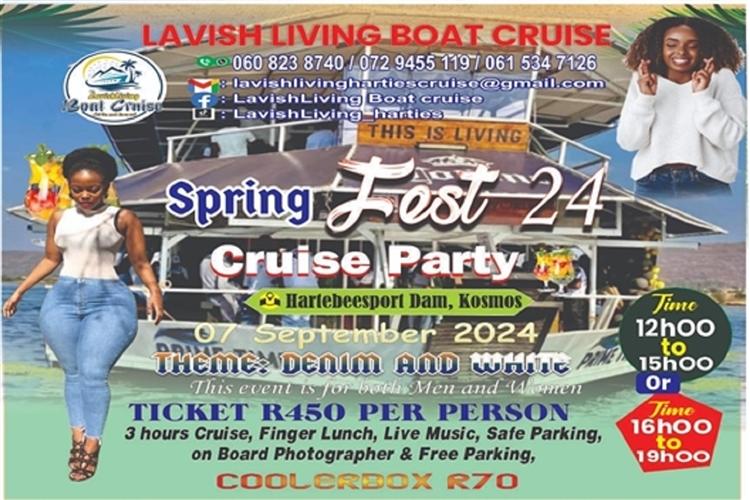 LAVISH LIVING BOAT CRUISE
060 823 8740 / 072 9455 119 / 061 534 7126
: lavishlivinghartiescruise@gmail.com
: LavishLiving Boat cruise
: LavishLiving_harties
LavishLiving
Boat Cruise
THIS IS LIVING
Spring Fest 24
Cruise Party
Hartebeesport Dam, Kosmos
07 September 2024
THEME: DENIM AND WHITE
This event is for both Men and Women
TICKET R450 PER PERSON
3 hours Cruise, Finger Lunch, Live Music, Safe Parking,
on Board Photographer & Free Parking,
COOLERBOX R70
Time
12h00
to
15h00
Or
Time
16h00
to
19h00